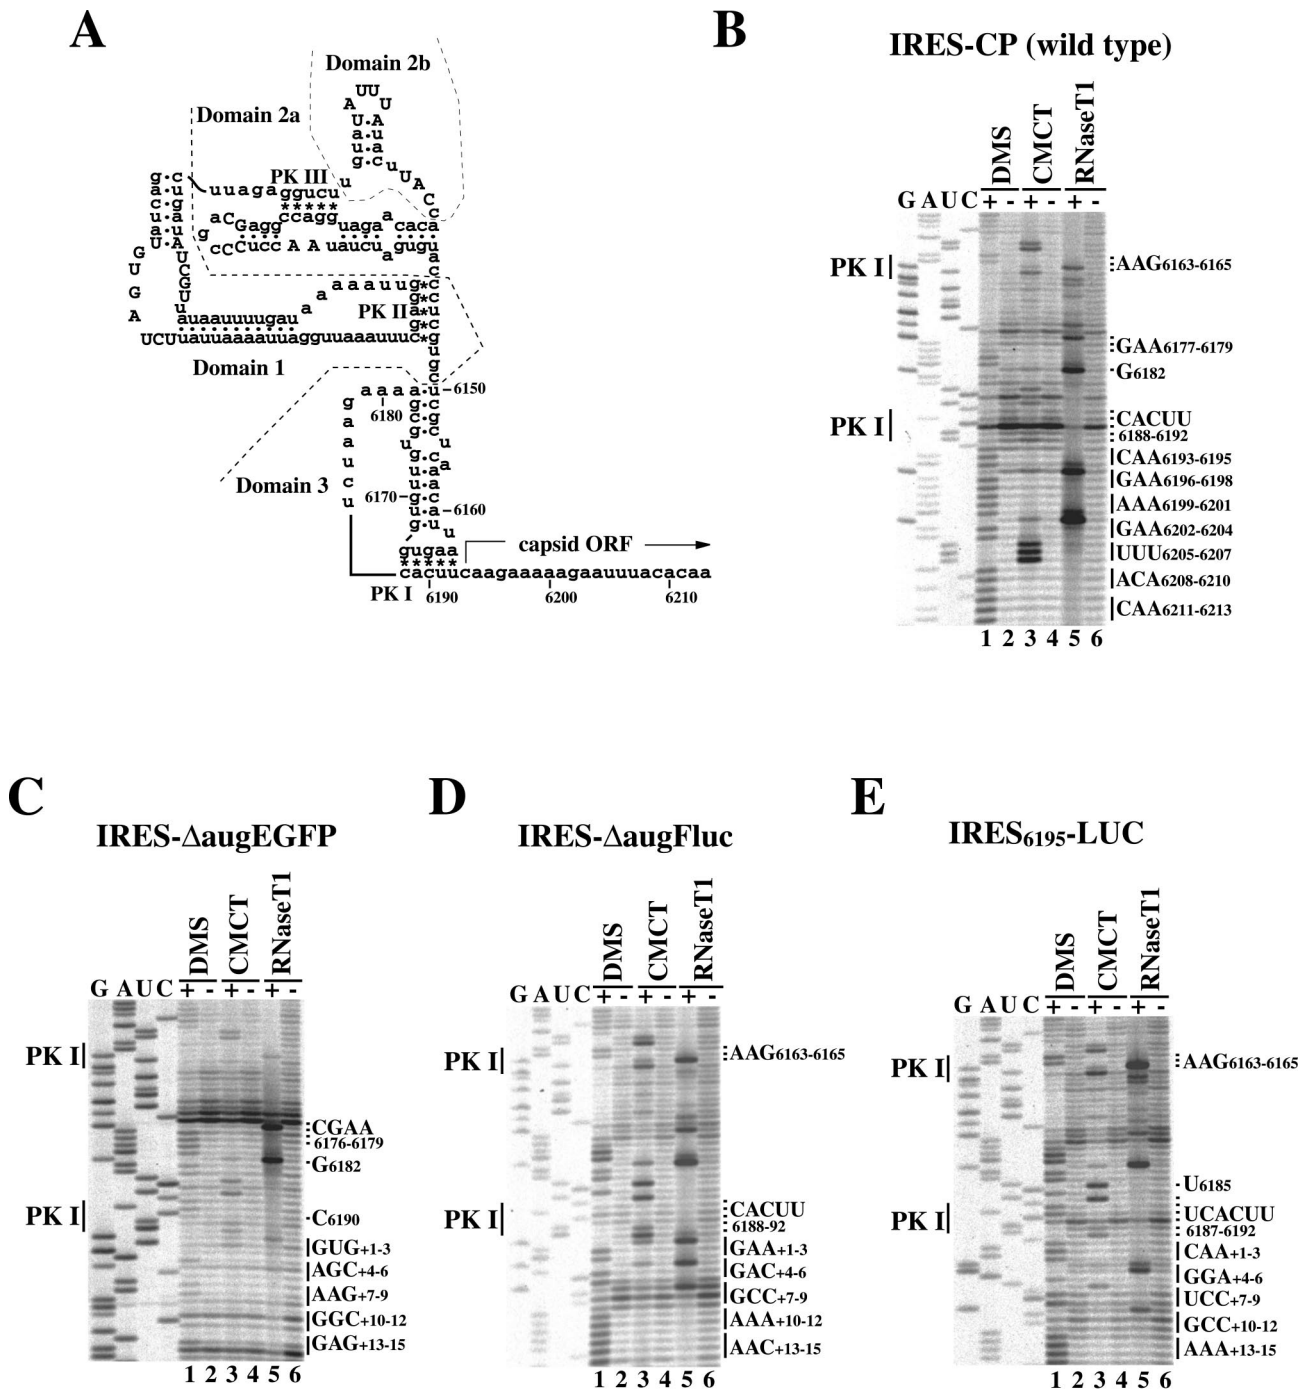 A
Domain 2b
Domain 2a
PK III
PK II
Domain 1
Domain 3
6150
6180
6170
6160
capsid ORF
cacuucaagaaaaagaauuuacacaa
PK I
6190
6200
6210
B
IRES-CP (wild type)
DMS
CMCT
RNaseT1
G A U C + - + - + -
PK I
AAG6163-6165
GAA6177-6179
G6182
PK I
CACUU
6188-6192
CAA6193-6195
GAA6196-6198
AAA6199-6201
GAA6202-6204
UUU6205-6207
ACA6208-6210
CAA6211-6213
1 2 3 4 5 6
C
IRES-ΔaugEGFP
DMS
CMCT
RNaseT1
G A U C + - + - + -
PK I
CGAA
6176-6179
G6182
PK I
C6190
GUG+1-3
AGC+4-6
AAG+7-9
GGC+10-12
GAG+13-15
1 2 3 4 5 6
D
IRES-ΔaugFluc
DMS
CMCT
RNaseT1
G A U C + - + - + -
PK I
AAG6163-6165
PK I
CACUU
6188-92
GAA+1-3
GAC+4-6
GCC+7-9
AAA+10-12
AAC+13-15
1 2 3 4 5 6
E
IRES6195-LUC
DMS
CMCT
RNaseT1
G A U C + - + - + -
PK I
AAG6163-6165
U6185
PK I
UCACUU
6187-6192
CAA+1-3
GGA+4-6
UCC+7-9
GCC+10-12
AAA+13-15
1 2 3 4 5 6